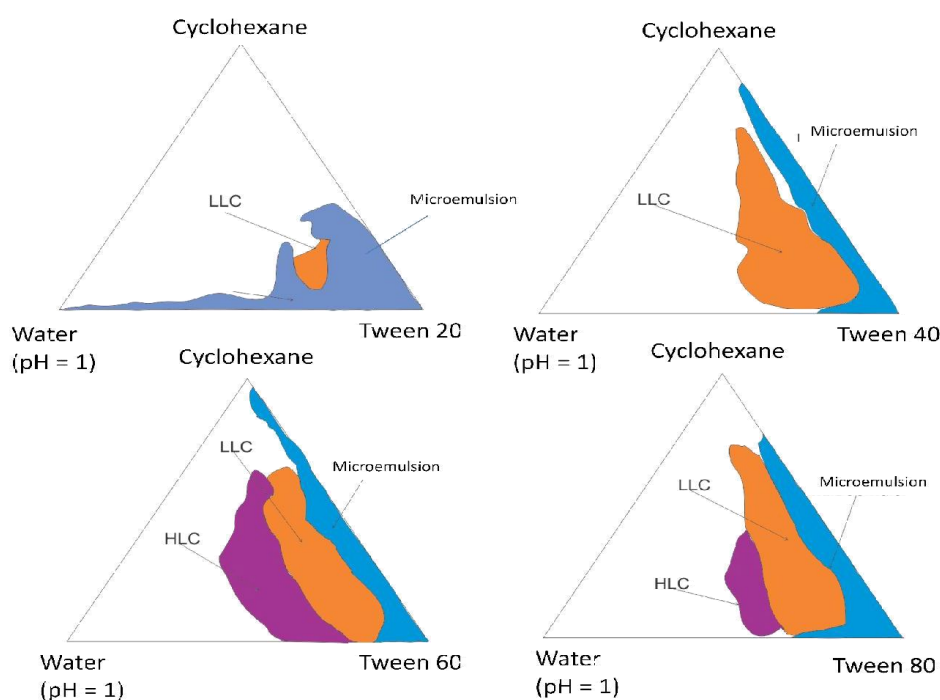 Cyclohexane
LLC
Microemulsion
Water
(pH = 1)
Tween 20
Cyclohexane
Microemulsion
LLC
Water
(pH = 1)
Tween 40
Cyclohexane
LLC
Microemulsion
HLC
Water
(pH = 1)
Tween 60
Cyclohexane
LLC
Microemulsion
HLC
Water
(pH = 1)
Tween 80